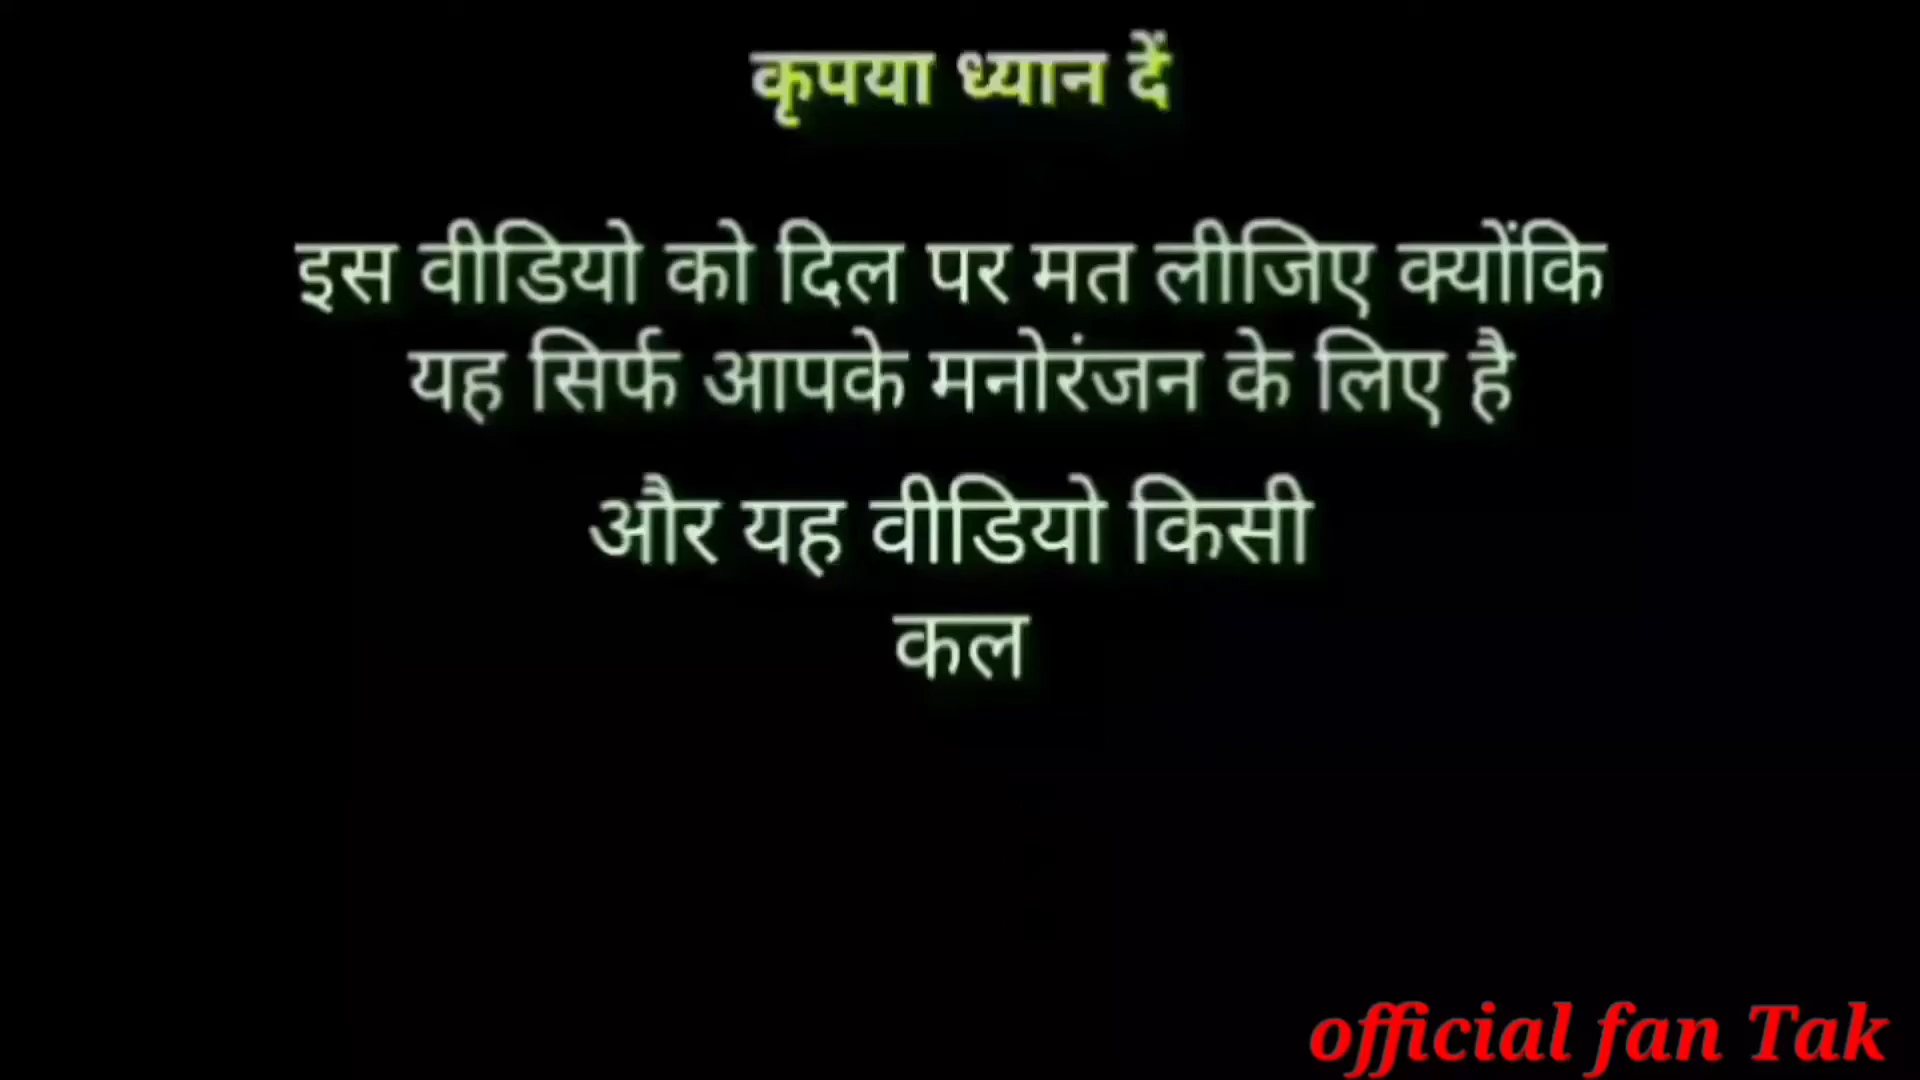 कृपया ध्यान दें
इस वीडियो को दिल पर मत लीजिए क्योंकि
यह सिर्फ आपके मनोरंजन के लिए है
और यह वीडियो किसी
कल
official fan Tak